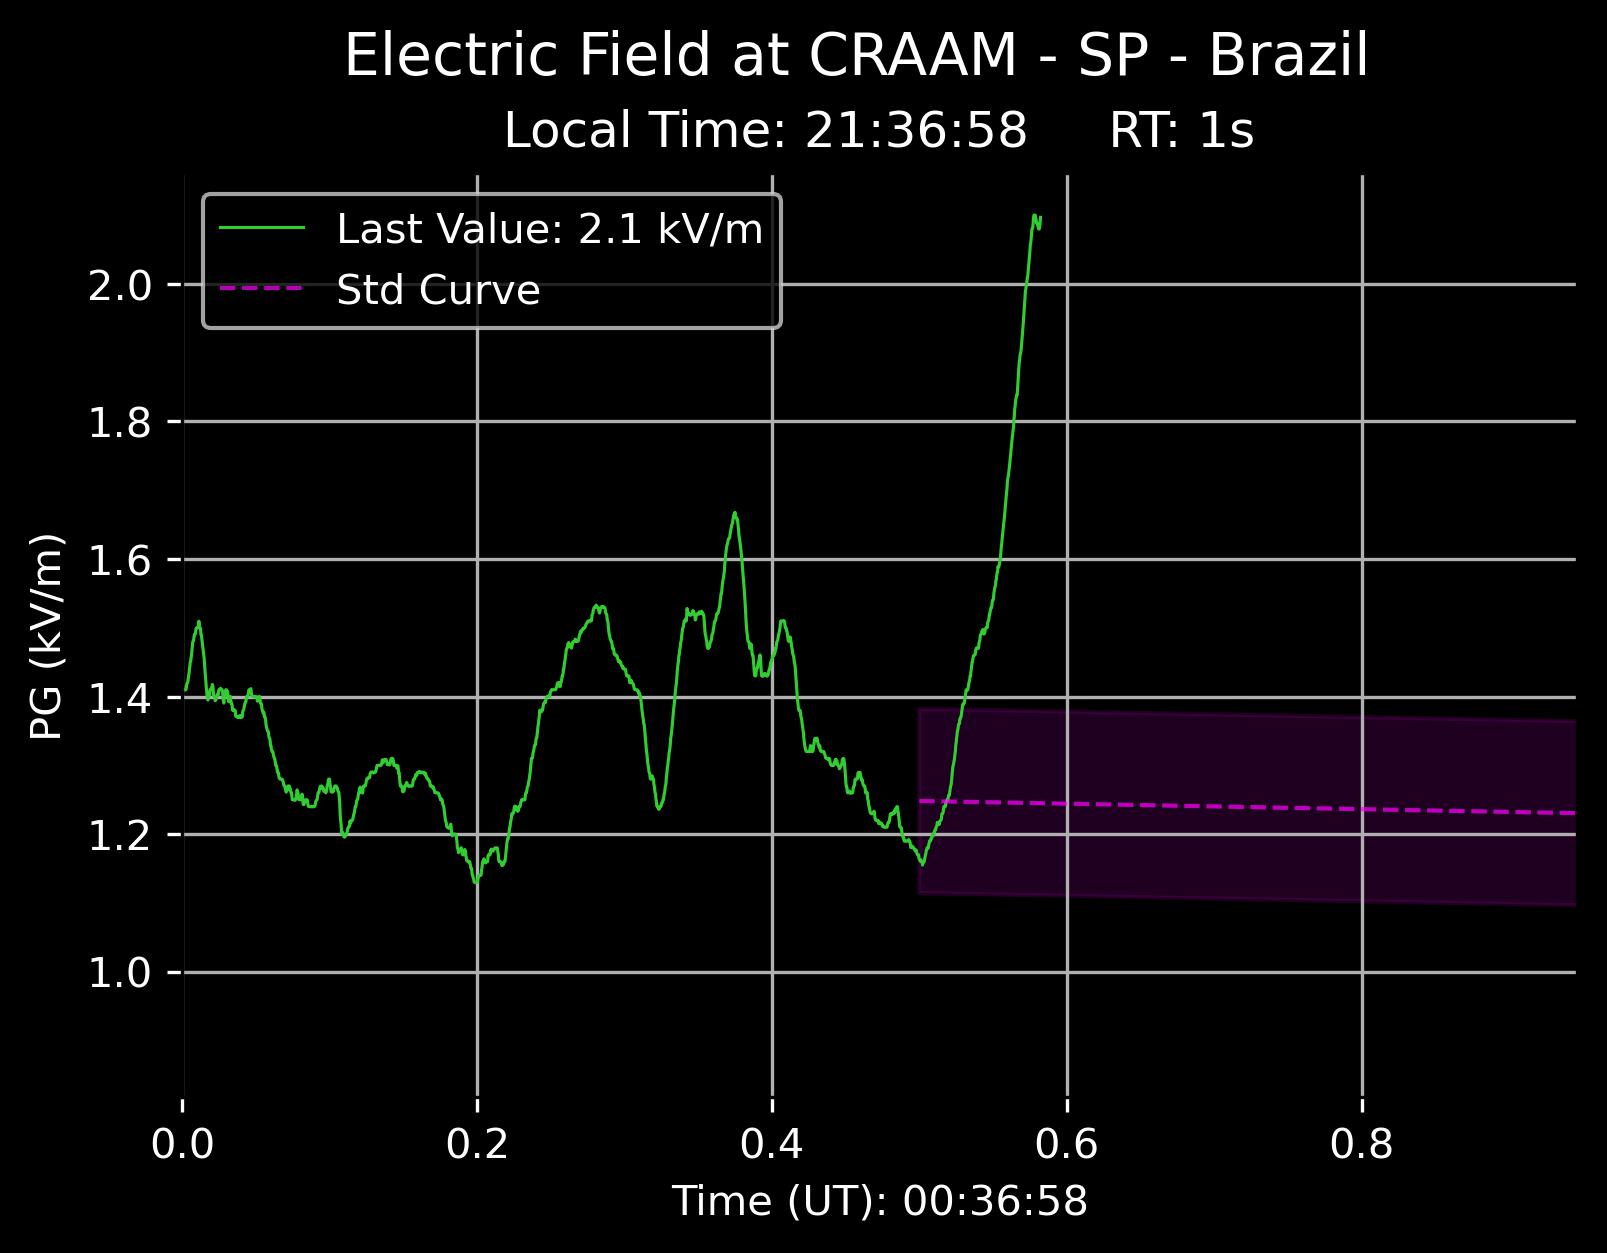 Electric Field at CRAAM - SP - Brazil
Local Time: 21:36:58 RT: 1s
Last Value: 2.1 kV/m
Std Curve
PG (kV/m)
2.0
1.8
1.6
1.4
1.2
1.0
0.0 0.2 0.4 0.6 0.8
Time (UT): 00:36:58